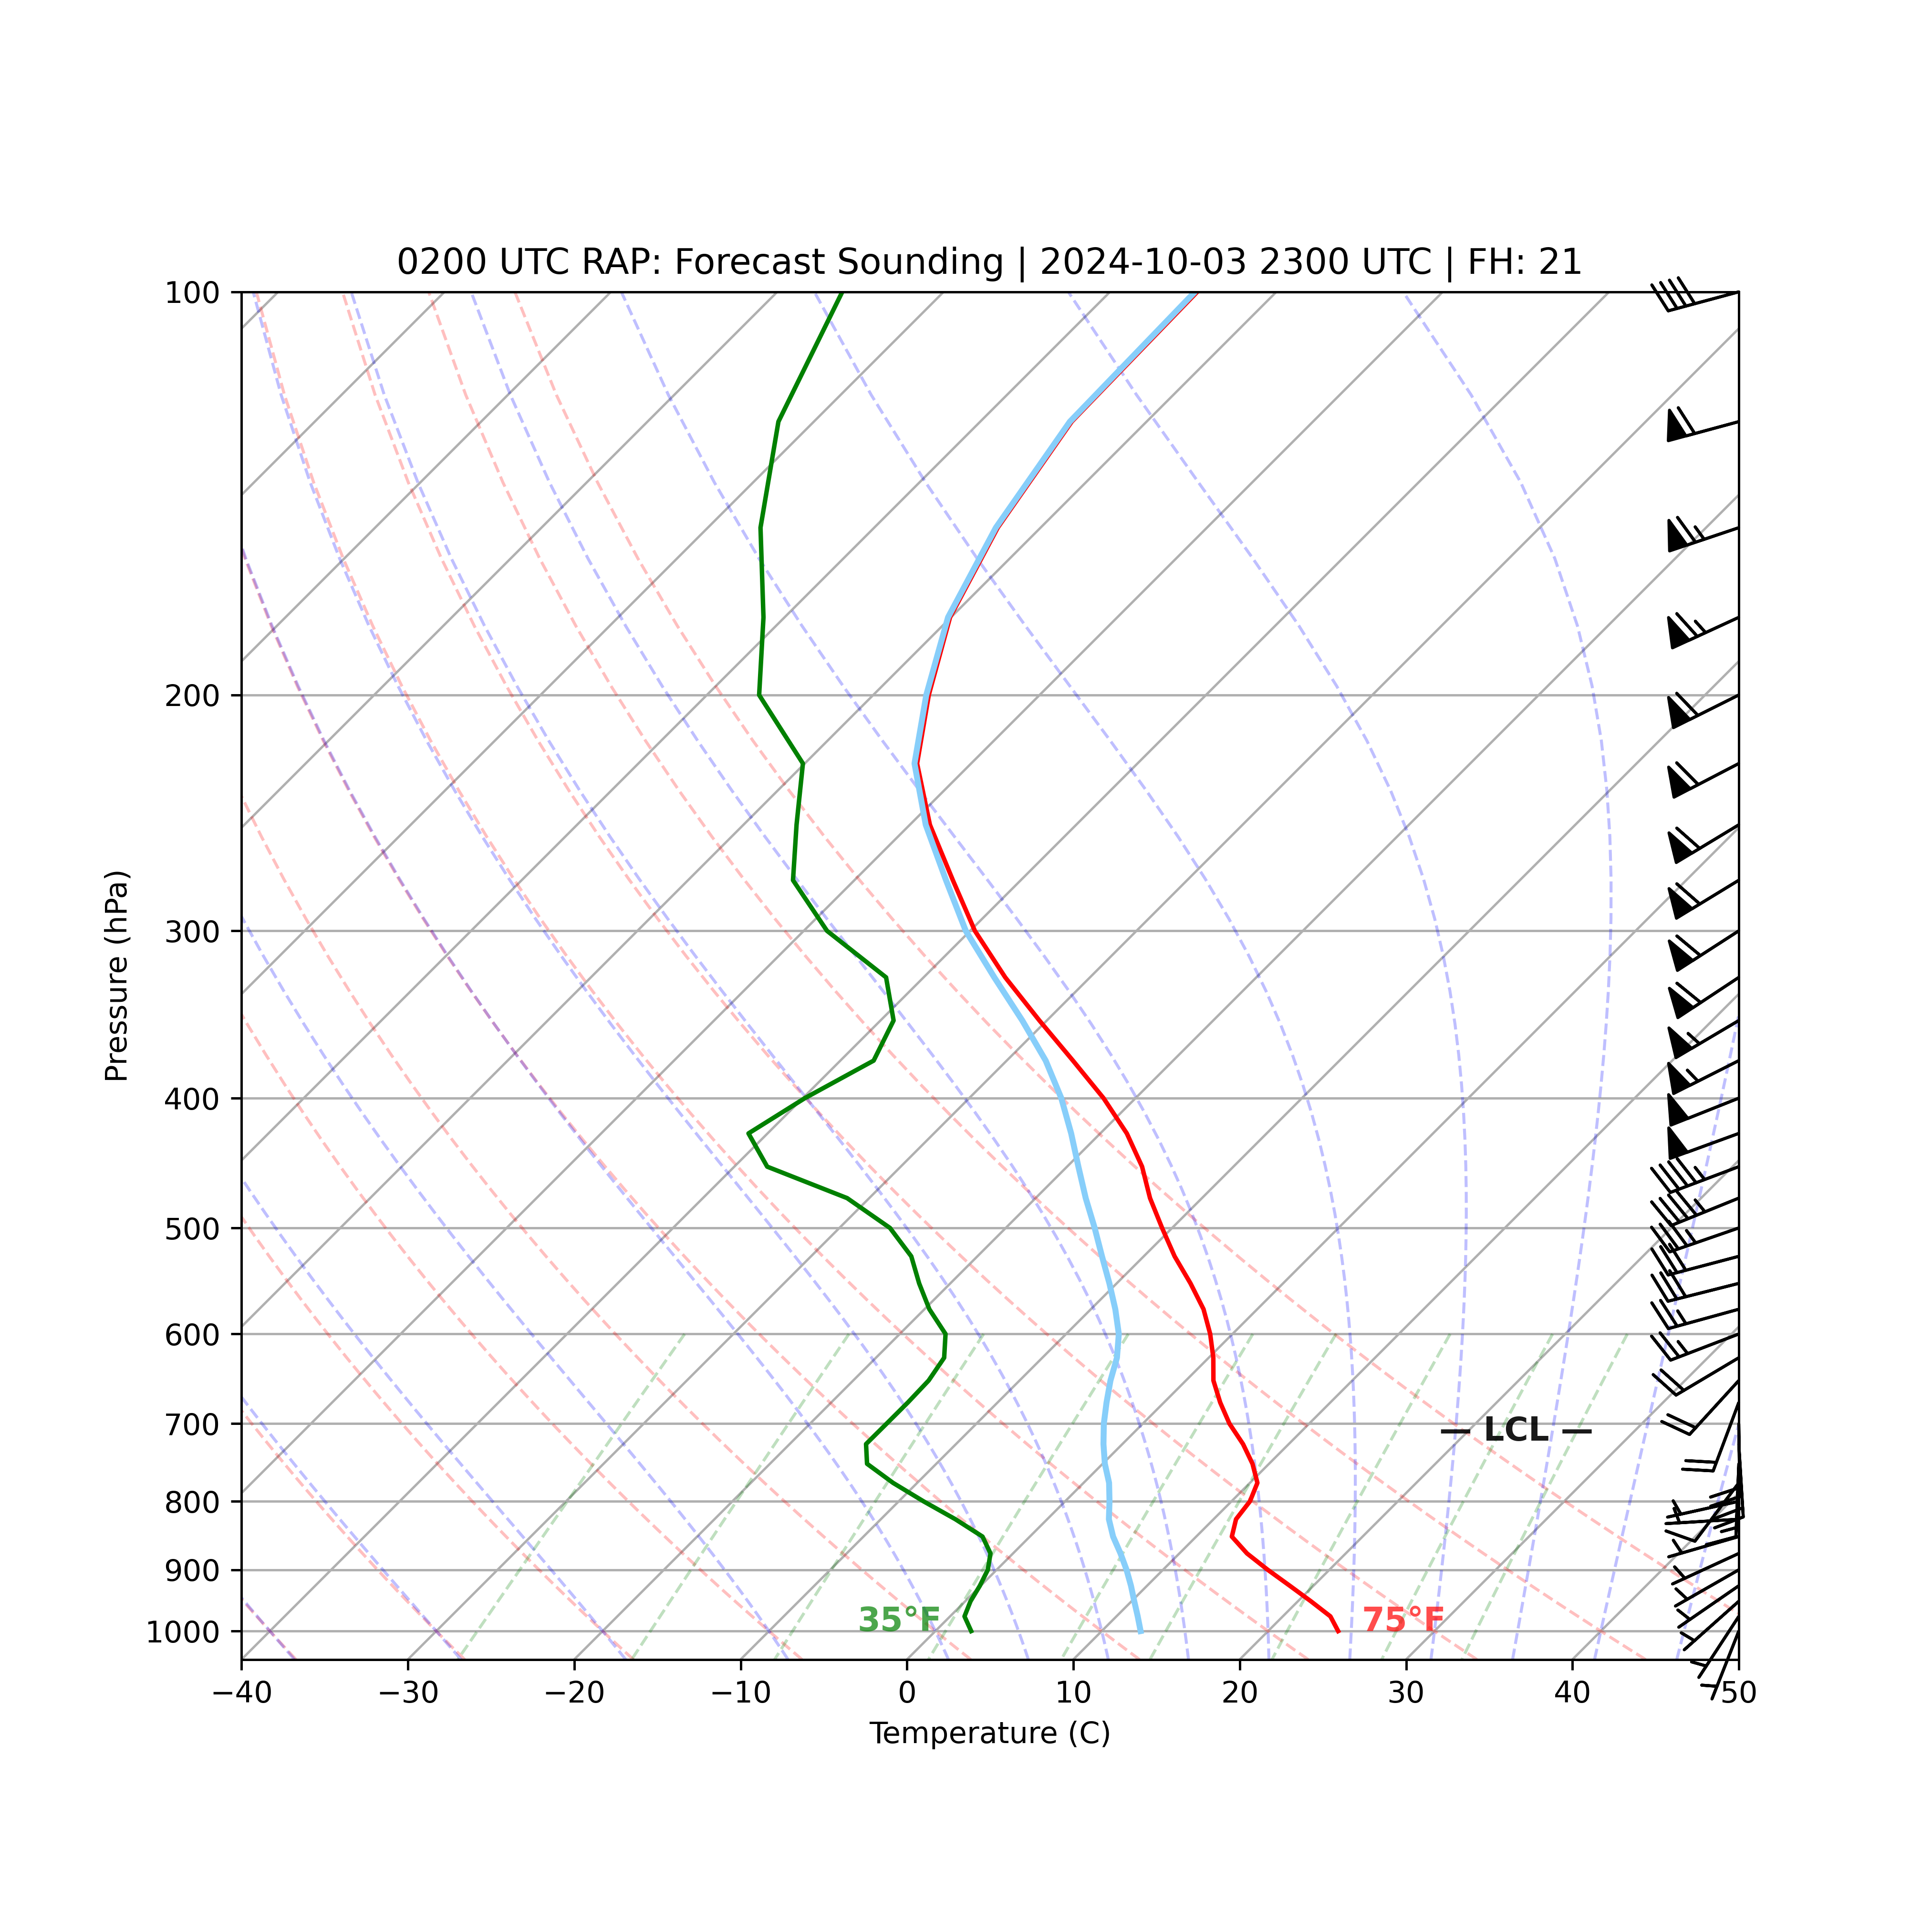 0200 UTC RAP: Forecast Sounding | 2024-10-03 2300 UTC | FH: 21
100
200
300
400
500
600
700
800
900
1000
Pressure (hPa)
— LCL —
35°F
75°F
−40 −30 −20 −10 0 10 20 30 40 50
Temperature (C)